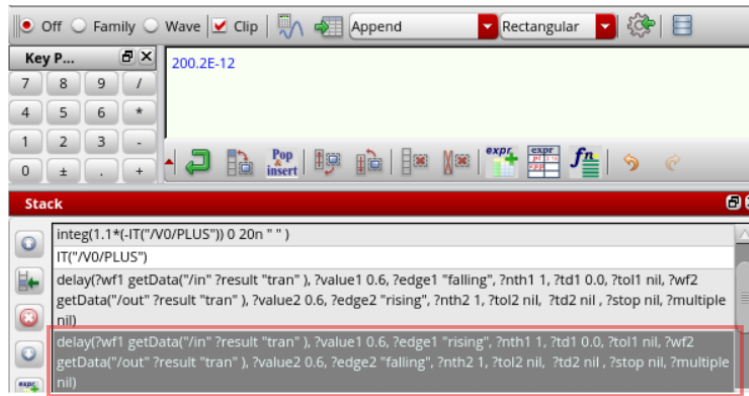 Off Family Wave Clip Append Rectangular
Key P...
200.2E-12
7 8 9 /
4 5 6 *
1 2 3 -
0 ± . +
Pop & insert
expr
expr
fn
Stack
integ(1.1*(-IT("/V0/PLUS")) 0 20n " " )
IT("/V0/PLUS")
delay(?wf1 getData("/in" ?result "tran" ), ?value1 0.6, ?edge1 "falling", ?nth1 1, ?td1 0.0, ?tol1 nil, ?wf2
getData("/out" ?result "tran" ), ?value2 0.6, ?edge2 "rising", ?nth2 1, ?tol2 nil, ?td2 nil , ?stop nil, ?multiple
nil)
delay(?wf1 getData("/in" ?result "tran" ), ?value1 0.6, ?edge1 "rising", ?nth1 1, ?td1 0.0, ?tol1 nil, ?wf2
getData("/out" ?result "tran" ), ?value2 0.6, ?edge2 "falling", ?nth2 1, ?tol2 nil, ?td2 nil , ?stop nil, ?multiple
nil)
expr